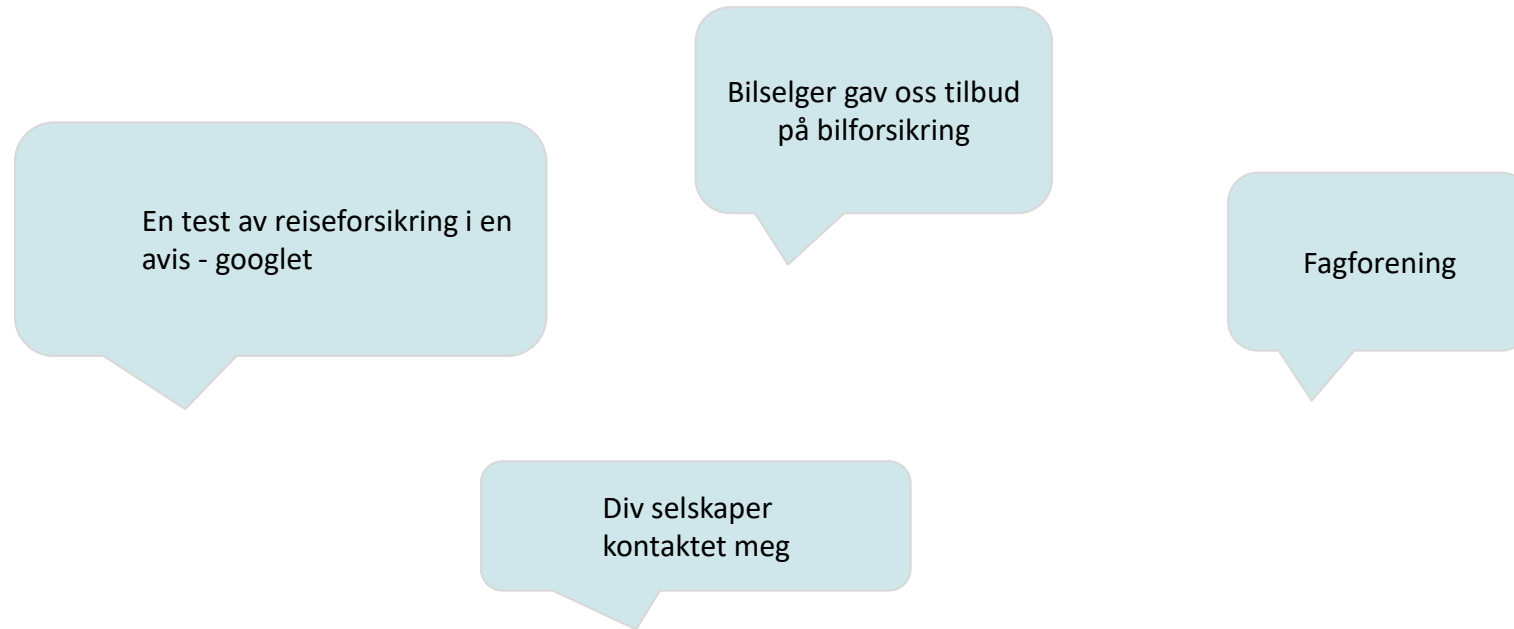 Bilselger gav oss tilbud
på bilforsikring
En test av reiseforsikring i en
avis - googlet
Fagforening
Div selskaper
kontaktet meg